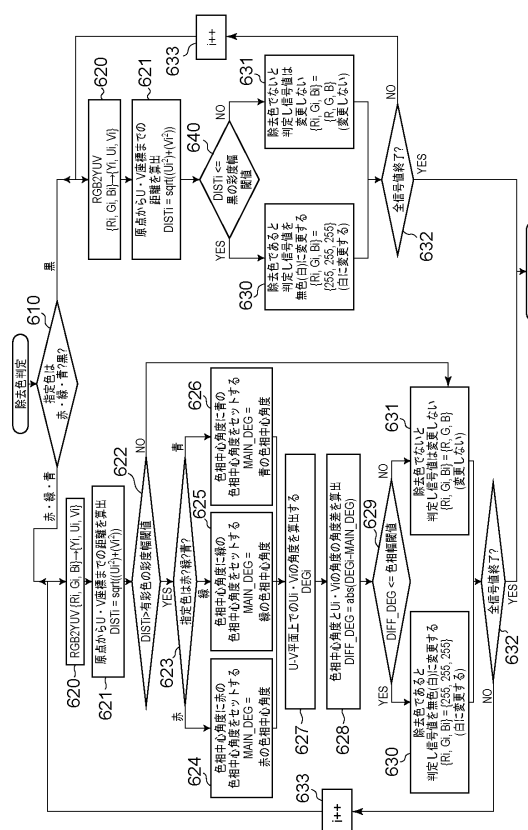 除去色判定
610
指定色は
赤・緑・青?黒?
赤・緑・青
黒
620
RGB2YUV {Ri, Gi, Bi}→{Yi, Ui, Vi}
621
原点からU・V座標までの距離を算出
DISTi = sqrt((Ui²)+(Vi²))
622
DISTi>有彩色の彩度幅閾値
YES
NO
623
指定色は赤?緑?青?
赤
緑
青
624
色相中心角度に赤の
色相中心角度をセットする
MAIN_DEG =
赤の色相中心角度
625
色相中心角度に緑の
色相中心角度をセットする
MAIN_DEG =
緑の色相中心角度
626
色相中心角度に青の
色相中心角度をセットする
MAIN_DEG =
青の色相中心角度
627
U-V平面上でのUi・Viの角度を算出する
DEGi
628
色相中心角度とUi・Viの角度の角度差を算出
DIFF_DEG = abs(DEGi-MAIN_DEG)
629
DIFF_DEG <= 色相幅閾値
YES
NO
630
除去色であると
判定し信号値を無色(白)に変更する
{Ri, Gi, Bi} = {255, 255, 255}
(白に変更する)
631
除去色でないと
判定し信号値は変更しない
{Ri, Gi, Bi} = {R, G, B}
(変更しない)
632
全信号値終了?
NO
YES
633
i++
620
RGB2YUV
{Ri, Gi, Bi}→{Yi, Ui, Vi}
621
原点からU・V座標までの
距離を算出
DISTi = sqrt((Ui²)+(Vi²))
640
DISTi <=
黒の彩度幅
閾値
YES
NO
630
除去色であると
判定し信号値を
無色(白)に変更する
{Ri, Gi, Bi} =
{255, 255, 255}
(白に変更する)
631
除去色でないと
判定し信号値は
変更しない
{Ri, Gi, Bi} =
{R, G, B}
(変更しない)
632
全信号値終了?
NO
YES
633
i++